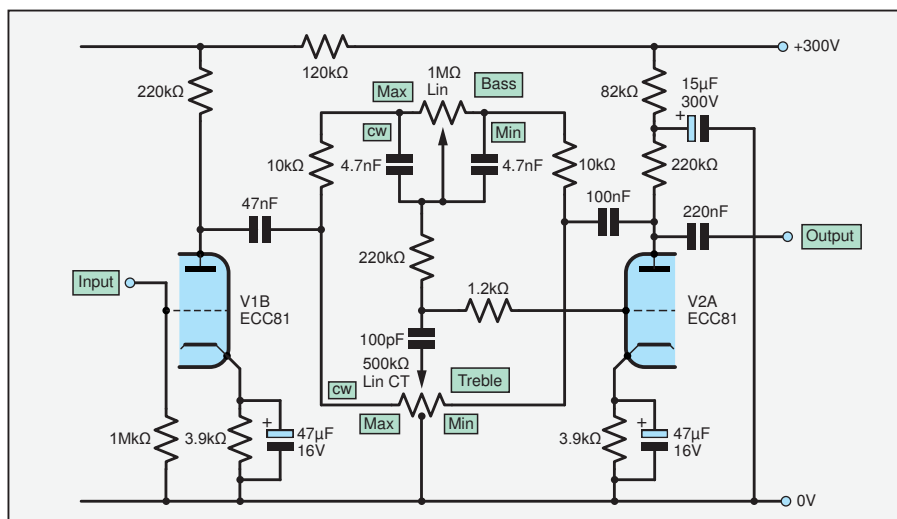 +300V
120kΩ
220kΩ
1MΩ
Lin
Bass
Max
cw
Min
82kΩ
15µF
300V
+
10kΩ
4.7nF
4.7nF
10kΩ
220kΩ
47nF
100nF
220nF
Output
220kΩ
Input
V1B
ECC81
1.2kΩ
V2A
ECC81
100pF
500kΩ
Lin CT
Treble
cw
Max
Min
1MkΩ
3.9kΩ
+
47µF
16V
3.9kΩ
+
47µF
16V
0V